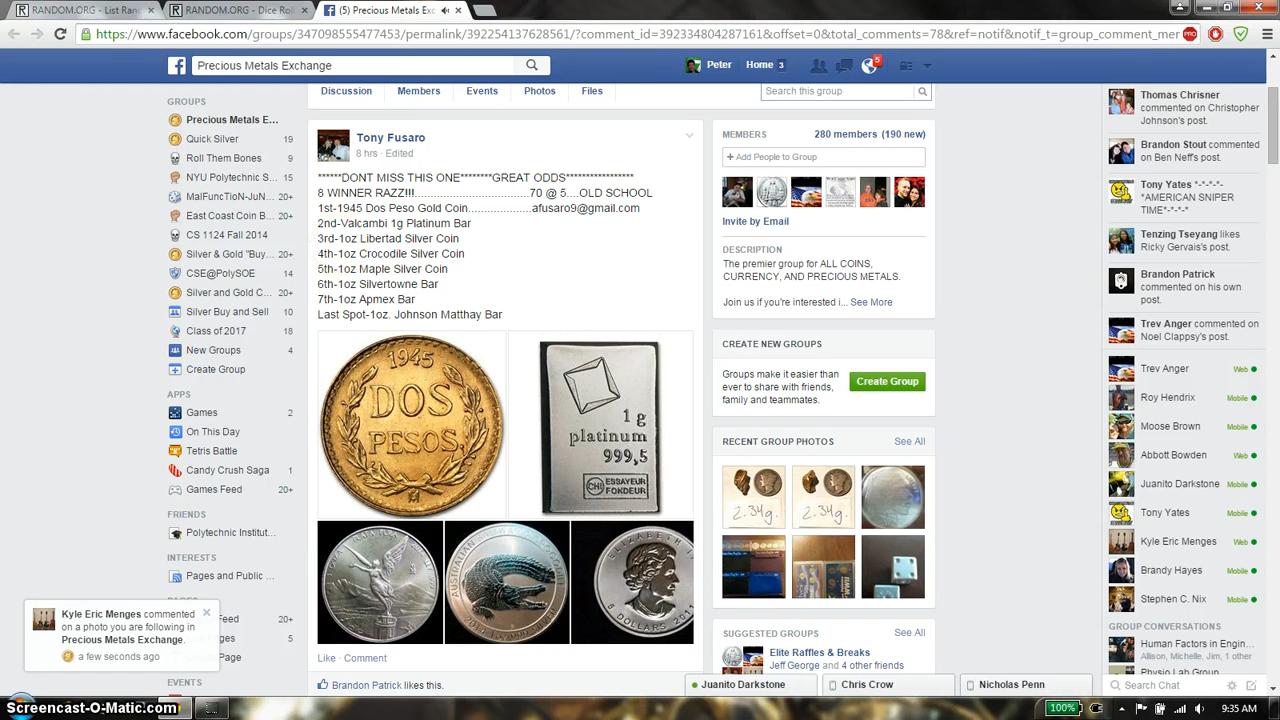 RANDOM.ORG - List Ran
RANDOM.ORG - Dice Roll
(5) Precious Metals Exc
https://www.facebook.com/groups/347098555477453/permalink/392254137628561/?comment_id=392334804287161&offset=0&total_comments=78&ref=notif&notif_t=group_comment_mer
PRO
Precious Metals Exchange
Peter
Home 3
5
Discussion Members Events Photos Files
Search this group
GROUPS
Precious Metals E...
Quick Silver 19
Roll Them Bones 9
NYU Polytechnic S... 15
MalFuncTioN-JuN... 20+
East Coast Coin B... 20+
CS 1124 Fall 2014
Silver & Gold "Buy... 20+
CSE@PolySOE 14
Silver and Gold C... 20+
Silver Buy and Sell 10
Class of 2017 18
New Groups 4
Create Group
APPS
Games 2
On This Day
Tetris Battle
Candy Crush Saga 1
Games Feed 20+
FRIENDS
Polytechnic Institut...
INTERESTS
Pages and Public ...
Feed 20+
ges 5
Page
EVENTS
Kyle Eric Menges commented
on a photo you are following in
Precious Metals Exchange.
a few seconds ago
Tony Fusaro
8 hrs · Edited
******DONT MISS THIS ONE********GREAT ODDS*****************
8 WINNER RAZZ!!!..............................70 @ 5....OLD SCHOOL
1st-1945 Dos Peso Gold Coin.....................afusaro9@gmail.com
2nd-Valcambi 1g Platinum Bar
3rd-1oz Libertad Silver Coin
4th-1oz Crocodile Silver Coin
5th-1oz Maple Silver Coin
6th-1oz Silvertowne Bar
7th-1oz Apmex Bar
Last Spot-1oz. Johnson Matthay Bar
1945
DOS
PESOS
M
1 g
platinum
999,5
CHI ESSAYEUR
FONDEUR
AUSTRALIAN
ELIZABETH
5 DOLLARS
Like · Comment
Brandon Patrick likes this.
MEMBERS 280 members (190 new)
+ Add People to Group
Invite by Email
DESCRIPTION
The premier group for ALL COINS,
CURRENCY, AND PRECIOUS METALS.
Join us if you're interested i... See More
CREATE NEW GROUPS
Groups make it easier than
ever to share with friends,
family and teammates.
Create Group
RECENT GROUP PHOTOS See All
2.34g. 2.34g.
SUGGESTED GROUPS See All
Elite Raffles & Breaks
Jeff George and 4 other friends
Thomas Chrisner
commented on Christopher
Johnson's post.
Brandon Stout commented
on Ben Neff's post.
Tony Yates *-*-*-*-
*AMERICAN SNIPER
TIME*-*-*
Tenzing Tseyang likes
Ricky Gervais's post.
Brandon Patrick
commented on his own
post.
Trev Anger commented on
Noel Clappsy's post.
Trev Anger Web
Roy Hendrix Mobile
Moose Brown Mobile
Abbott Bowden Web
Juanito Darkstone Mobile
Tony Yates Mobile
Kyle Eric Menges Web
Brandy Hayes Mobile
Stephen C. Nix Mobile
GROUP CONVERSATIONS
Human Factors in Engin...
Allison, Michelle, Jim, 1 other
Physio Lab Group
Search Chat
Juanito Darkstone
Chris Crow
Nicholas Penn
Screencast-O-Matic.com
100%
9:35 AM